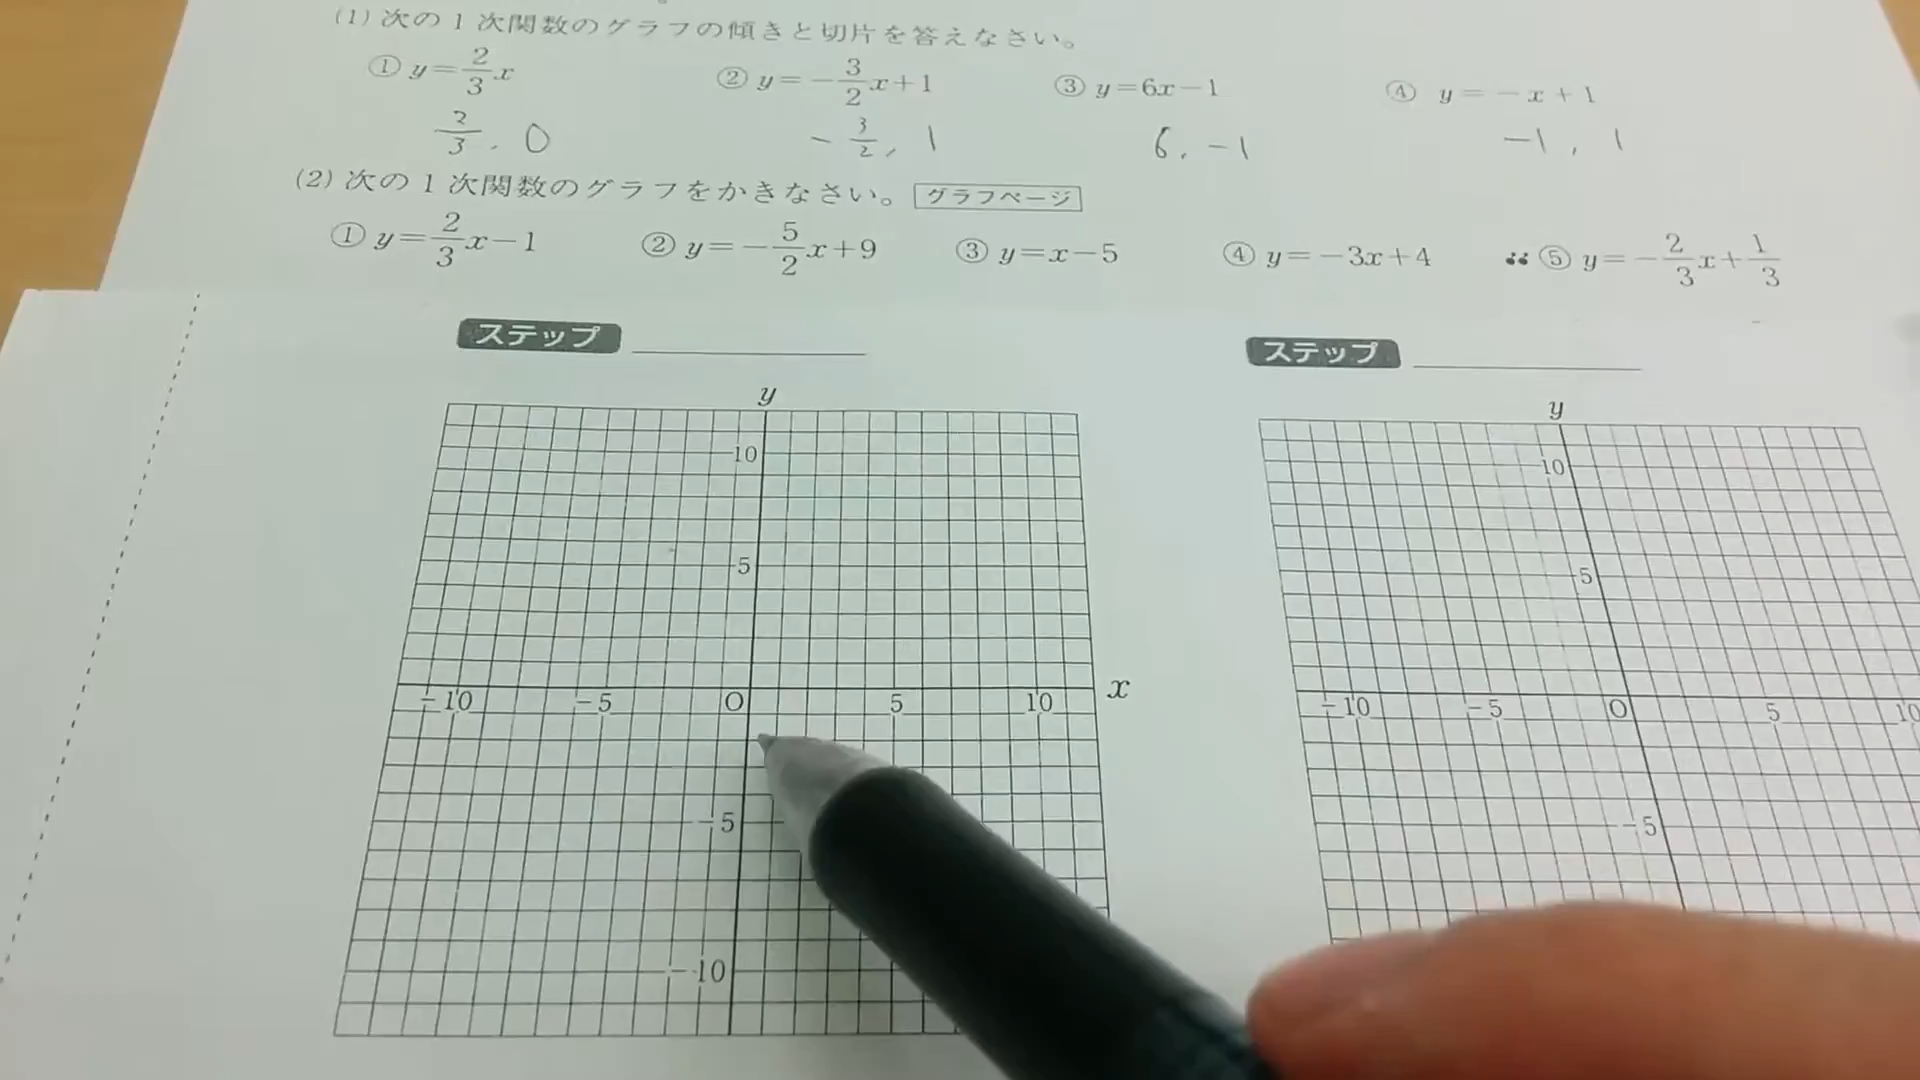 (1) 次の1次関数のグラフの傾きと切片を答えなさい。
① y=2/3x ② y=-3/2x+1 ③ y=6x-1 ④ y=-x+1
2/3, 0 -3/2, 1 6, -1 -1, 1
(2) 次の1次関数のグラフをかきなさい。 グラフページ
① y=2/3x-1 ② y=-5/2x+9 ③ y=x-5 ④ y=-3x+4 ⑤ y=-2/3x+1/3
ステップ ステップ
y y
10 10
5 5
-10 -5 O 5 10 x -10 -5 O 5 10
-5 -5
-10